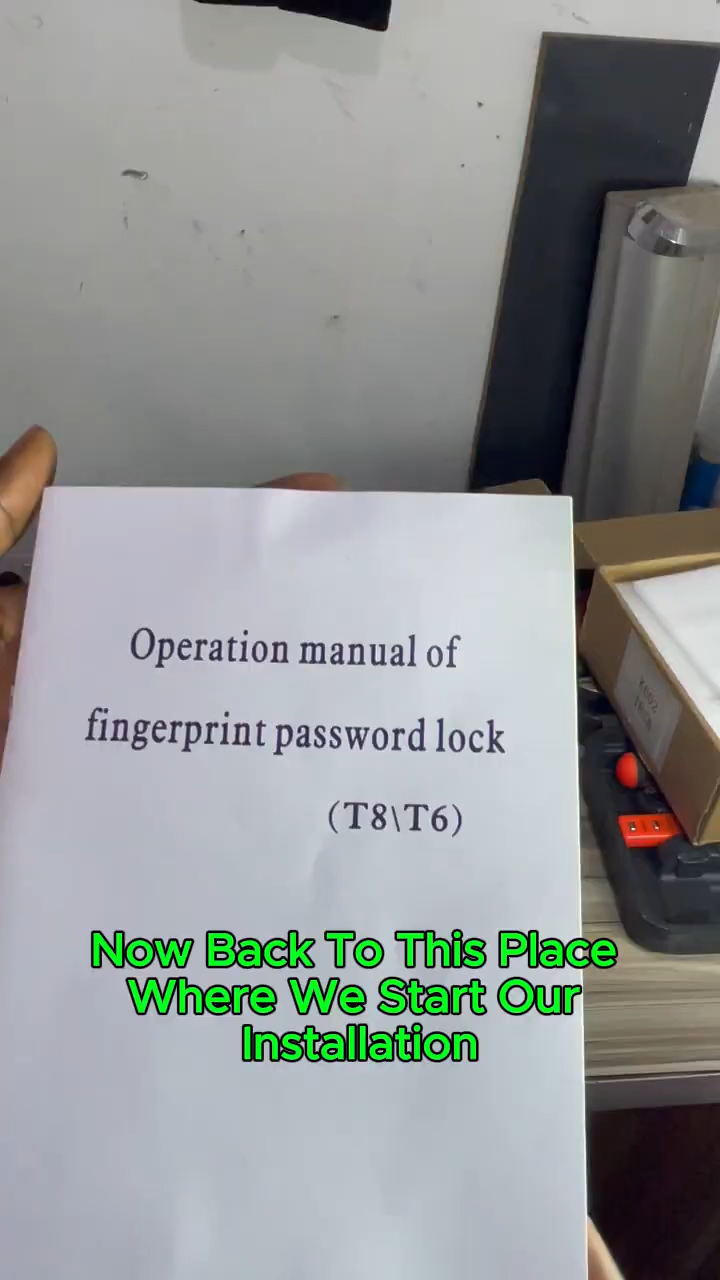 Operation manual of
fingerprint password lock
(T8\T6)
Now Back To This Place
Where We Start Our
Installation